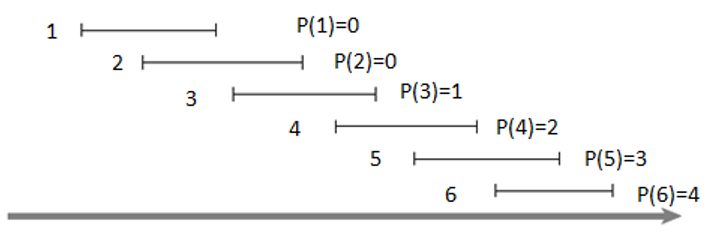 1 P(1)=0
2 P(2)=0
3 P(3)=1
4 P(4)=2
5 P(5)=3
6 P(6)=4